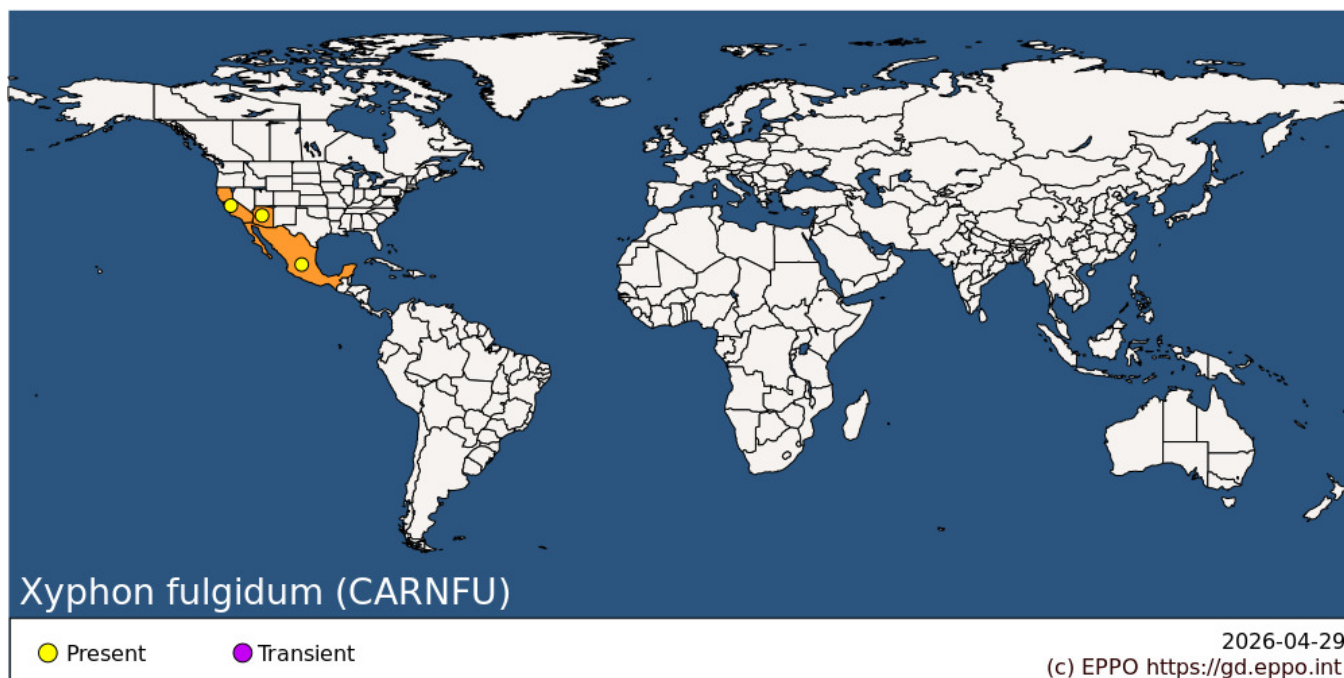 Xyphon fulgidum (CARNFU)
Present
Transient
2026-04-29
(c) EPPO https://gd.eppo.int